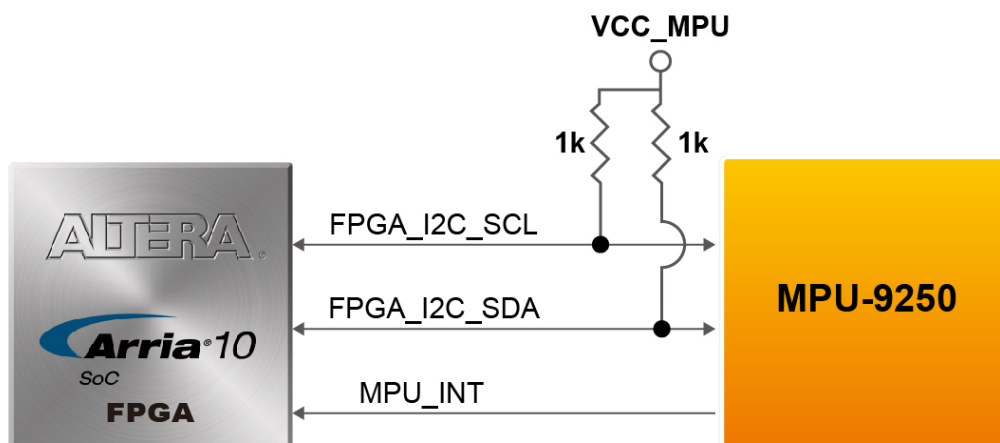 VCC_MPU
1k 1k
ALTERA®
FPGA_I2C_SCL
FPGA_I2C_SDA
MPU-9250
Arria® 10
SoC
FPGA
MPU_INT